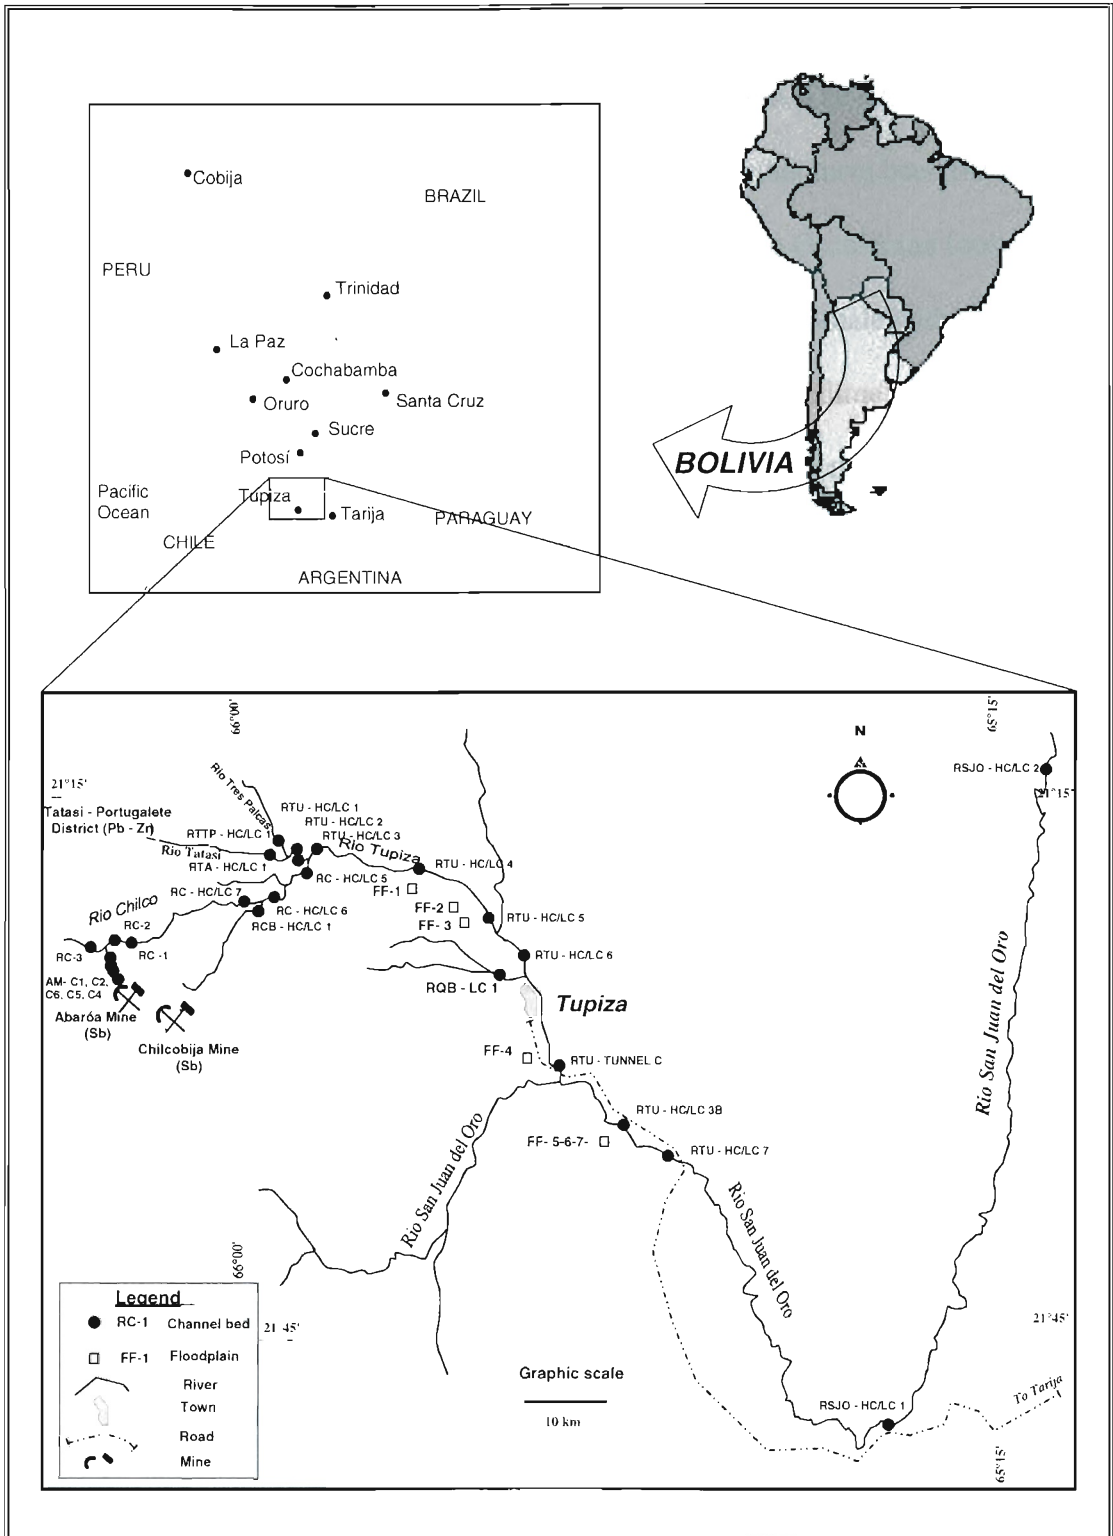 Cobija
BRAZIL
PERU
Trinidad
La Paz
Cochabamba
Oruro
Santa Cruz
Sucre
Potosí
BOLIVIA
Tupiza
Pacific
Ocean
Tarija
PARAGUAY
CHILE
ARGENTINA
66°00'
65°15'
N
RSJO - HC/LC 2
21°15'
21°15'
Rio Tres Palcas
Tatasi - Portugalete
District (Pb - Zn)
RTU - HC/LC 1
RTU - HC/LC 2
RTU - HC/LC 3
RTTP - HC/LC 1
Rio Tupiza
Rio Tatasi
RTA - HC/LC 1
RTU - HC/LC 4
RC - HC/LC 5
FF-1
RC - HC/LC 7
FF-2
Rio Chilco
RC - HC/LC 6
RTU - HC/LC 5
FF- 3
RCB - HC/LC 1
RC-2
RC -1
RC-3
RTU - HC/LC 6
AM- C1, C2,
C6, C5, C4
RQB - LC 1
Tupiza
Abaróa Mine
(Sb)
Chilcobija Mine
(Sb)
FF-4
RTU - TUNNEL C
Rio San Juan del Oro
RTU - HC/LC 3B
FF- 5-6-7-
RTU - HC/LC 7
Rio San Juan del Oro
Rio San Juan del Oro
66°00'
Legend
RC-1 Channel bed
FF-1 Floodplain
River
Town
Road
Mine
21 45'
21°45'
Graphic scale
10 km
RSJO - HC/LC 1
To Tarija
65°15'